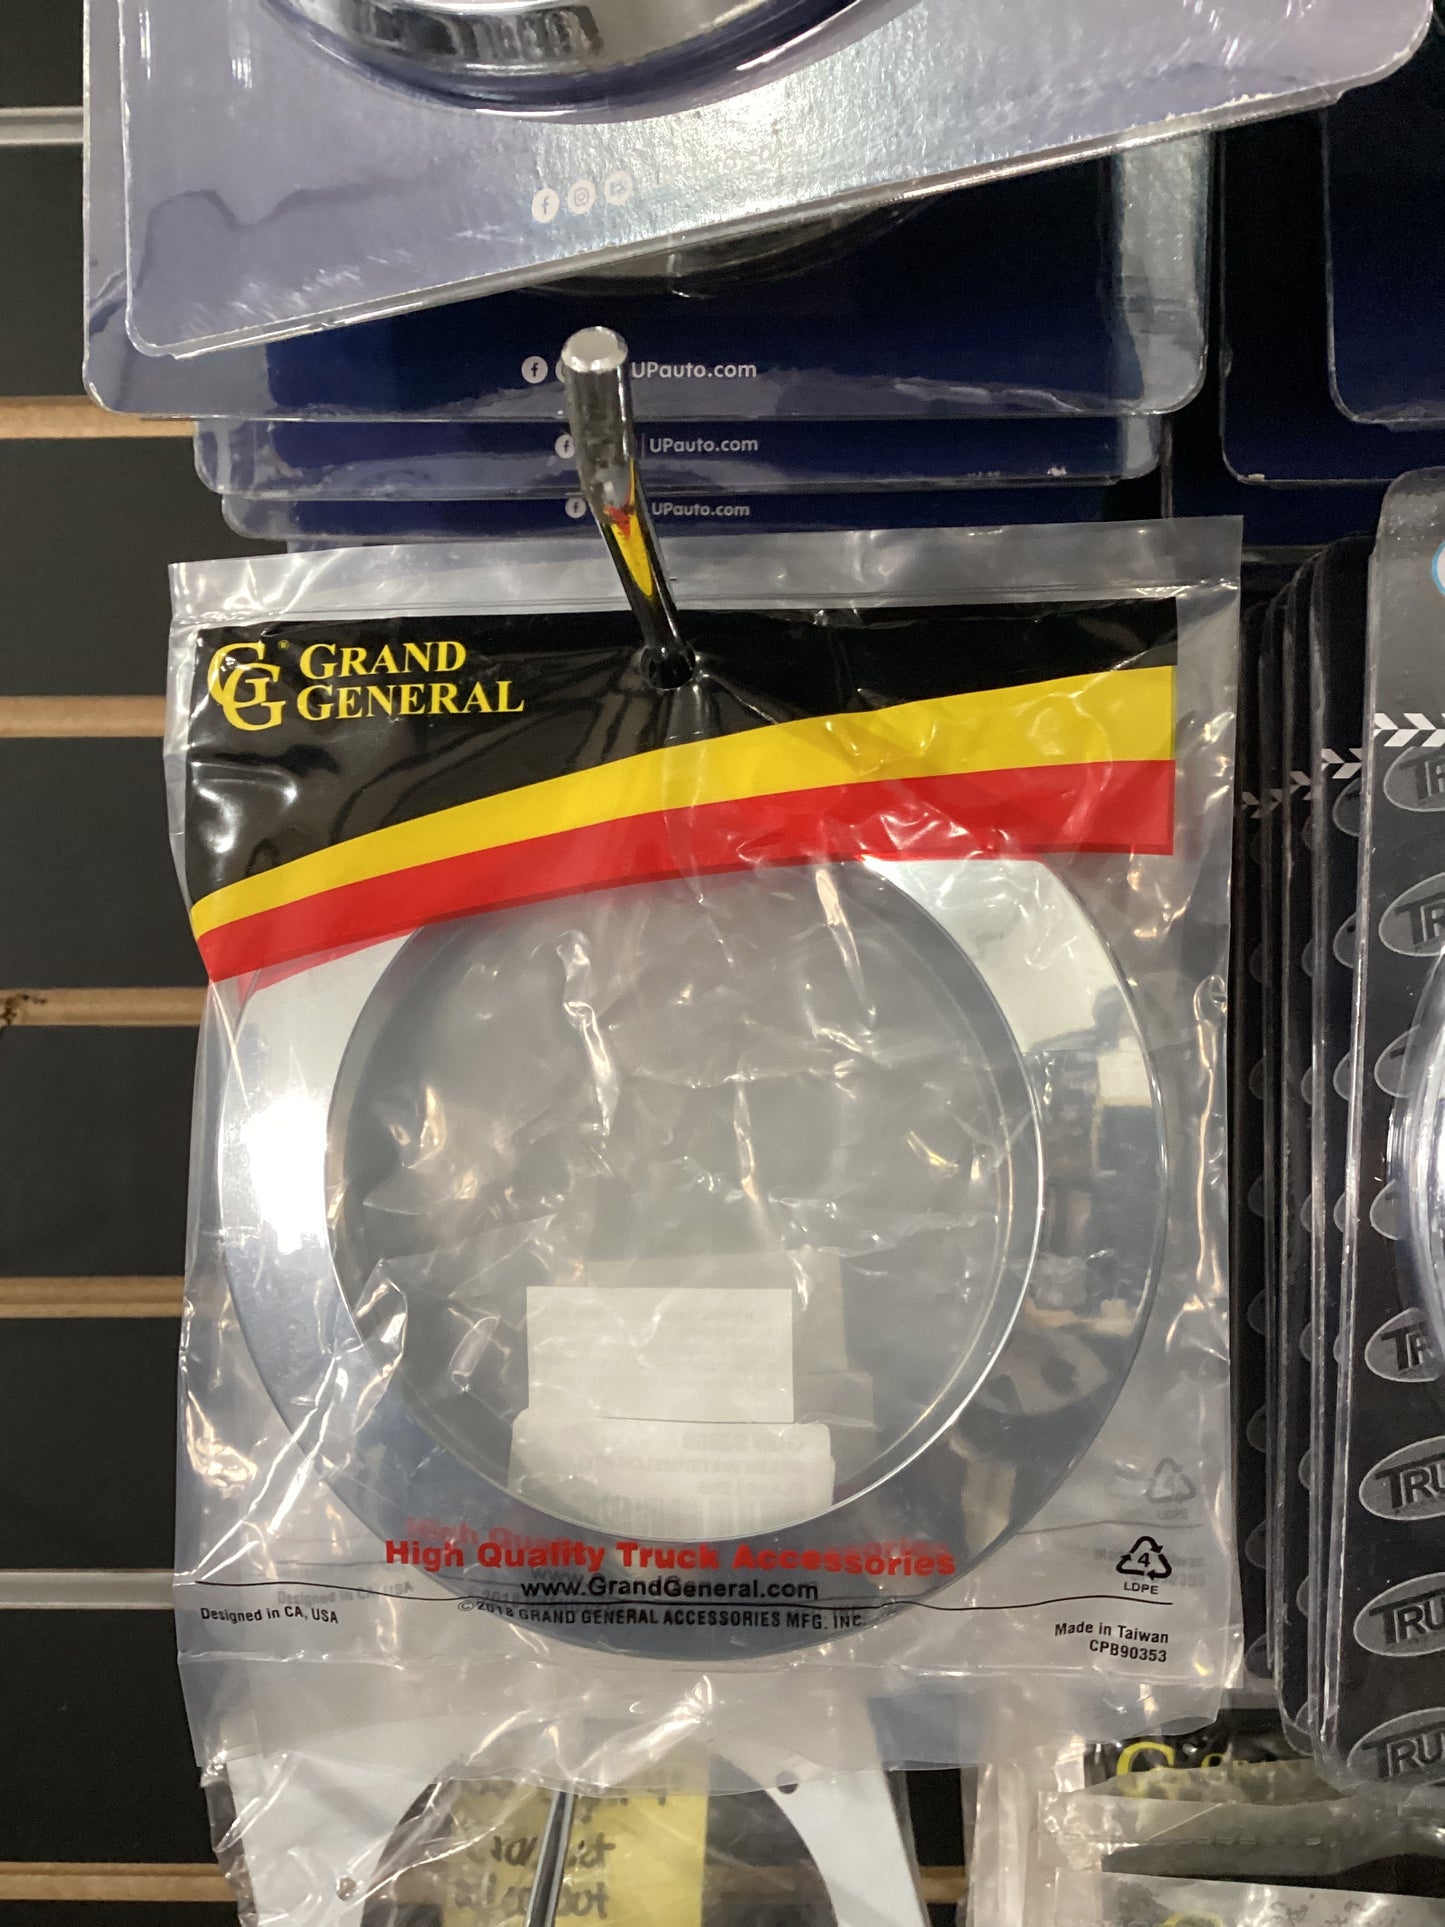 UPauto.com
UPauto.com
UPauto.com
GG® GRAND
GENERAL
High Quality Truck Accessories
www.GrandGeneral.com
© 2018 GRAND GENERAL ACCESSORIES MFG. INC.
Designed in CA, USA
4
LDPE
Made in Taiwan
CPB90353